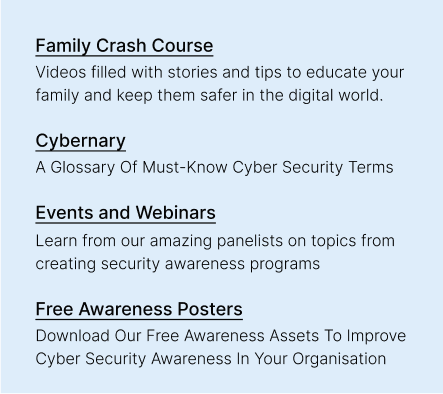 Family Crash Course
Videos filled with stories and tips to educate your
family and keep them safer in the digital world.
Cybernary
A Glossary Of Must-Know Cyber Security Terms
Events and Webinars
Learn from our amazing panelists on topics from
creating security awareness programs
Free Awareness Posters
Download Our Free Awareness Assets To Improve
Cyber Security Awareness In Your Organisation